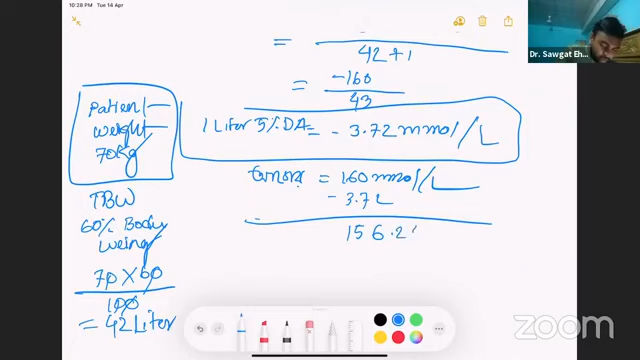 10:28 PM Tue 14 Apr
Dr. Sawgat Eh...
=
42 + 1
= -160
43
1 Liter 5% DA = - 3.72 mmol/L
= 160 mmol/L
- 3.72
156.2
Patient
weight
70Kg
TBW
60% Body
weing
70 X 60
100
= 42 Liter
zoom